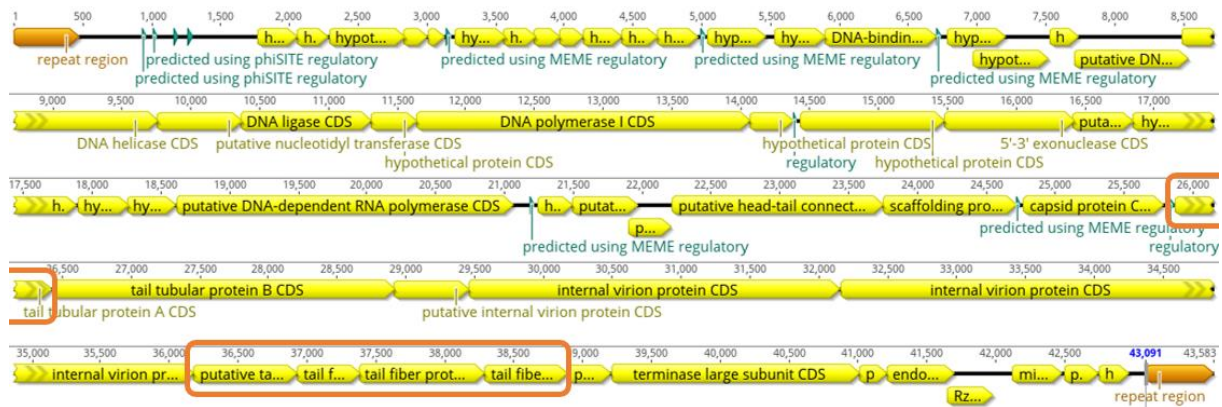 1 500 1,000 1,500 2,000 2,500 3,000 3,500 4,000 4,500 5,000 5,500 6,000 6,500 7,000 7,500 8,000 8,500
h... h. hypot... hy... h. h... h... h... hyp... hy... DNA-bindin... hyp... h
repeat region predicted using phiSITE regulatory predicted using MEME regulatory predicted using MEME regulatory hypot... putative DN...
predicted using phiSITE regulatory predicted using MEME regulatory
9,000 9,500 10,000 10,500 11,000 11,500 12,000 12,500 13,000 13,500 14,000 14,500 15,000 15,500 16,000 16,500 17,000
DNA ligase CDS DNA polymerase I CDS puta... hy...
DNA helicase CDS putative nucleotidyl transferase CDS hypothetical protein CDS 5'-3' exonuclease CDS
hypothetical protein CDS regulatory hypothetical protein CDS
17,500 18,000 18,500 19,000 19,500 20,000 20,500 21,000 21,500 22,000 22,500 23,000 23,500 24,000 24,500 25,000 25,500 26,000
h. hy... hy... putative DNA-dependent RNA polymerase CDS h.. putat... putative head-tail connect... scaffolding pro... capsid protein C...
p... predicted using MEME regulatory
predicted using MEME regulatory regulatory
26,500 27,000 27,500 28,000 28,500 29,000 29,500 30,000 30,500 31,000 31,500 32,000 32,500 33,000 33,500 34,000 34,500
tail tubular protein B CDS internal virion protein CDS internal virion protein CDS
tail tubular protein A CDS putative internal virion protein CDS
35,000 35,500 36,000 36,500 37,000 37,500 38,000 38,500 39,000 39,500 40,000 40,500 41,000 41,500 42,000 42,500 43,091 43,583
internal virion pr... putative ta... tail f... tail fiber prot... tail fibe... p... terminase large subunit CDS p endo... mi... p. h
Rz... repeat region